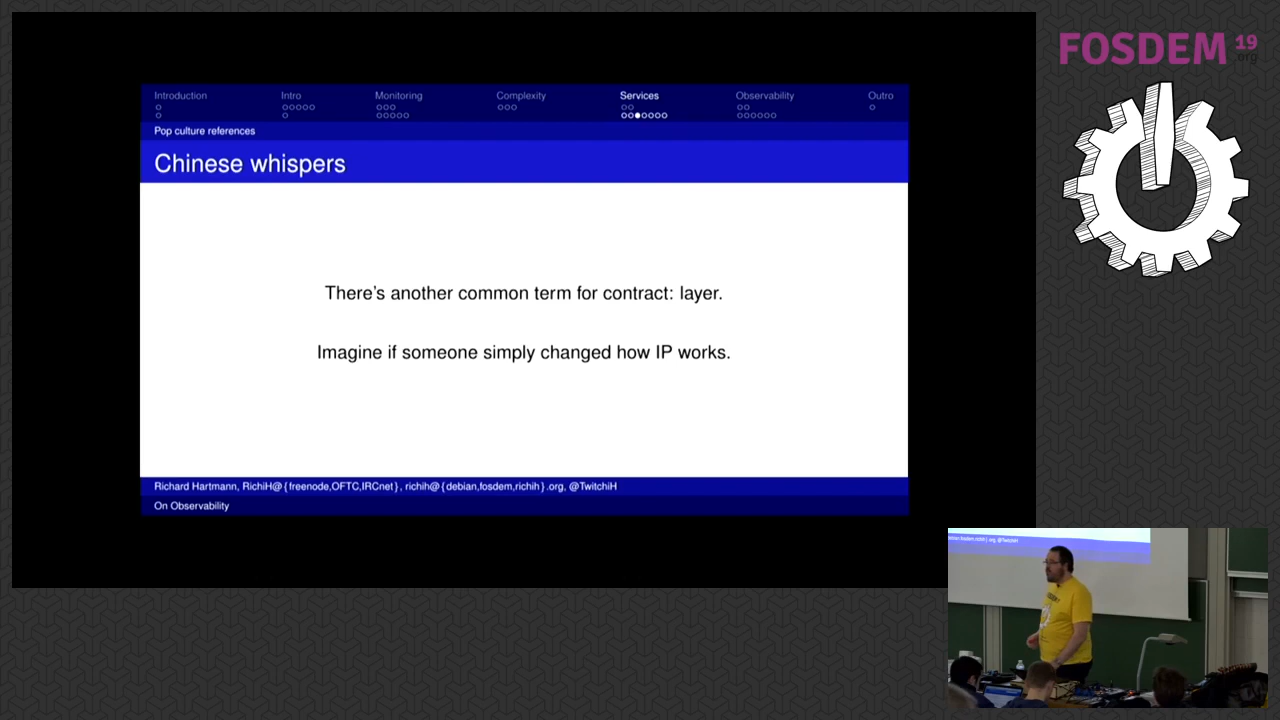 FOSDEM 19
.org
Introduction Intro Monitoring Complexity Services Observability Outro
Pop culture references
Chinese whispers
There's another common term for contract: layer.
Imagine if someone simply changed how IP works.
Richard Hartmann, RichiH@{freenode,OFTC,IRCnet}, richih@{debian,fosdem,richih}.org, @TwitchiH
On Observability